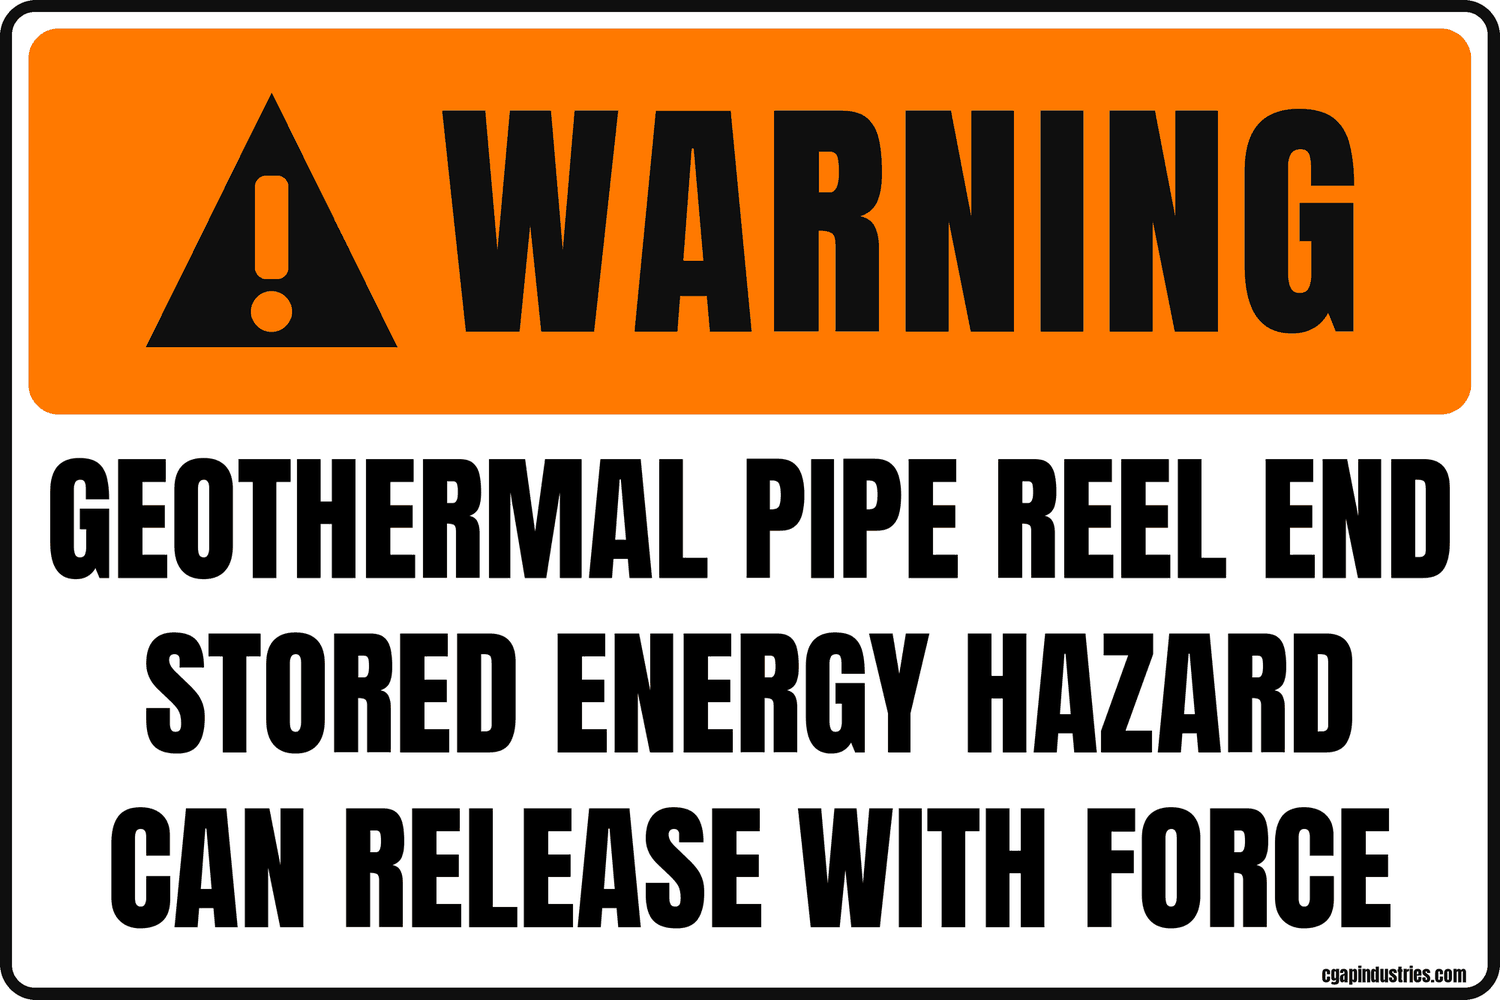 WARNING
GEOTHERMAL PIPE REEL END
STORED ENERGY HAZARD
CAN RELEASE WITH FORCE
cgapindustries.com